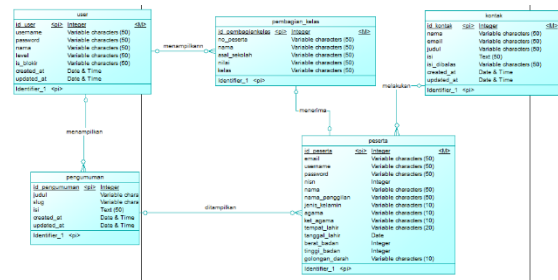 user
id_user <pi> Integer <M>
username Variable characters (50)
password Variable characters (50)
nama Variable characters (50)
level Variable characters (50)
is_blokir Variable characters (50)
created_at Date & Time
updated_at Date & Time
Identifier_1 <pi>
menampilkann
pembagian_kelas
id_pembagiankelas <pi> Integer <M>
no_peserta Variable characters (50)
nama Variable characters (50)
asal_sekolah Variable characters (50)
nilai Variable characters (50)
kelas Variable characters (50)
Identifier_1 <pi>
kontak
id_kontak <pi> Integer <M>
nama Variable characters (50)
email Variable characters (50)
judul Variable characters (50)
isi Text (50)
isi_dibalas Variable characters (50)
created_at Date & Time
updated_at Date & Time
Identifier_1 <pi>
menampilkan
menerima
melakukan
pengumuman
id_pengumuman <pi> Integer
judul Variable chara
slug Variable chara
isi Text (50)
created_at Date & Time
updated_at Date & Time
Identifier_1 <pi>
ditampilkan
peserta
id_peserta <pi> Integer <M>
email Variable characters (50)
username Variable characters (50)
password Variable characters (50)
nisn Integer
nama Variable characters (50)
nama_panggilan Variable characters (50)
jenis_kelamin Variable characters (10)
agama Variable characters (10)
ket_agama Variable characters (10)
tempat_lahir Variable characters (20)
tanggal_lahir Date
berat_badan Integer
tinggi_badan Integer
golongan_darah Variable characters (10)
Identifier_1 <pi>